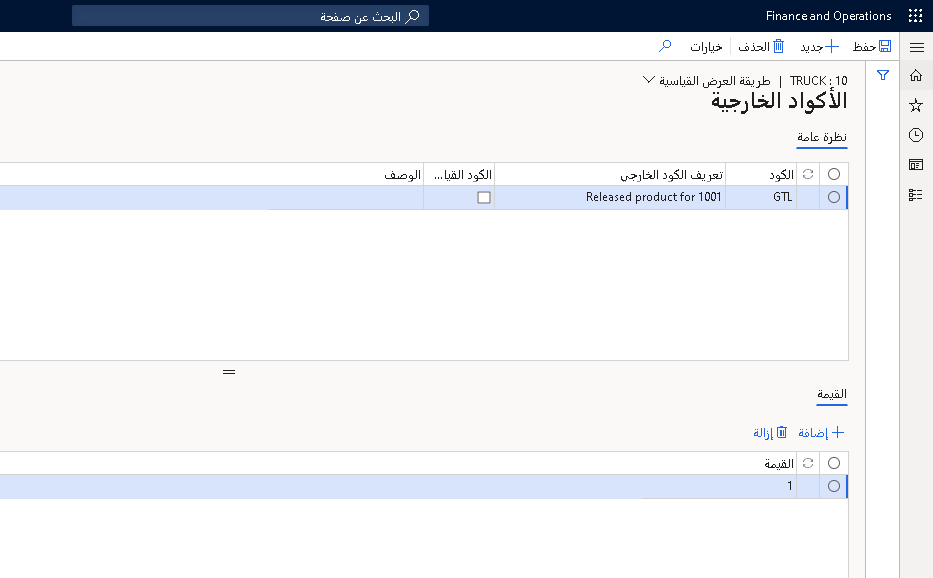 Finance and Operations
البحث عن صفحة
حفظ
جديد
الحذف
خيارات
TRUCK : 10 | طريقة العرض القياسية
الأكواد الخارجية
نظرة عامة
الكود تعريف الكود الخارجي الكود القيا... الوصف
GTL Released product for 1001
القيمة
إضافة
إزالة
القيمة
1